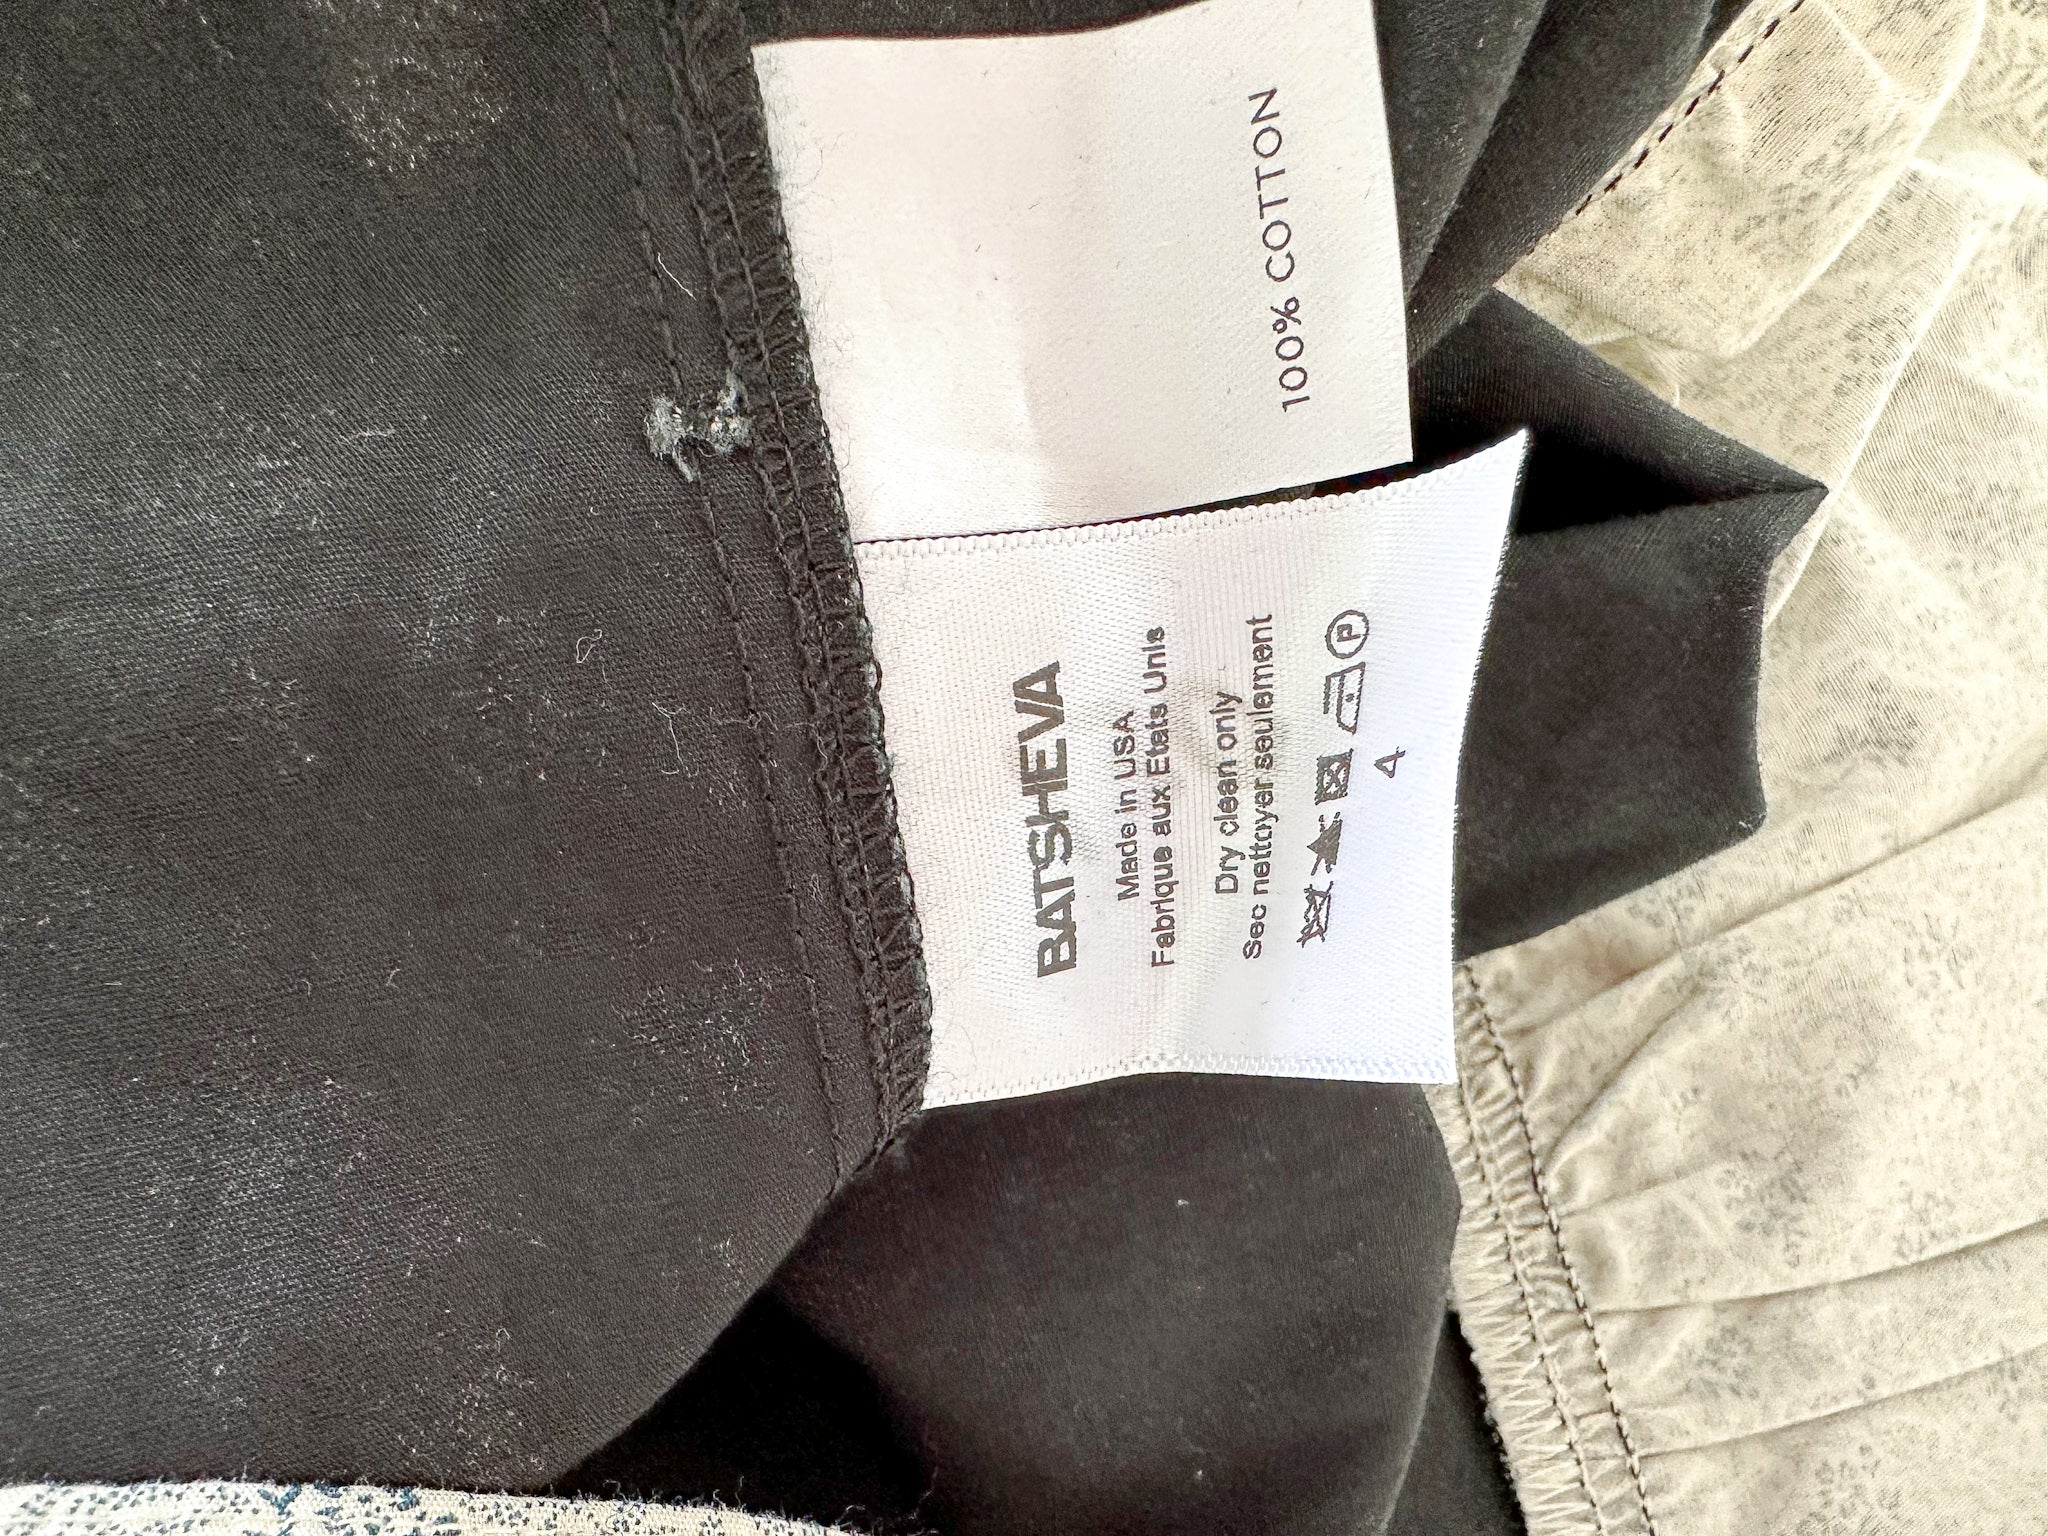 100% COTTON
BATSHEVA
Made in USA
Fabrique aux Etats Unis
Dry clean only
Sec nettoyer seulement
P
4